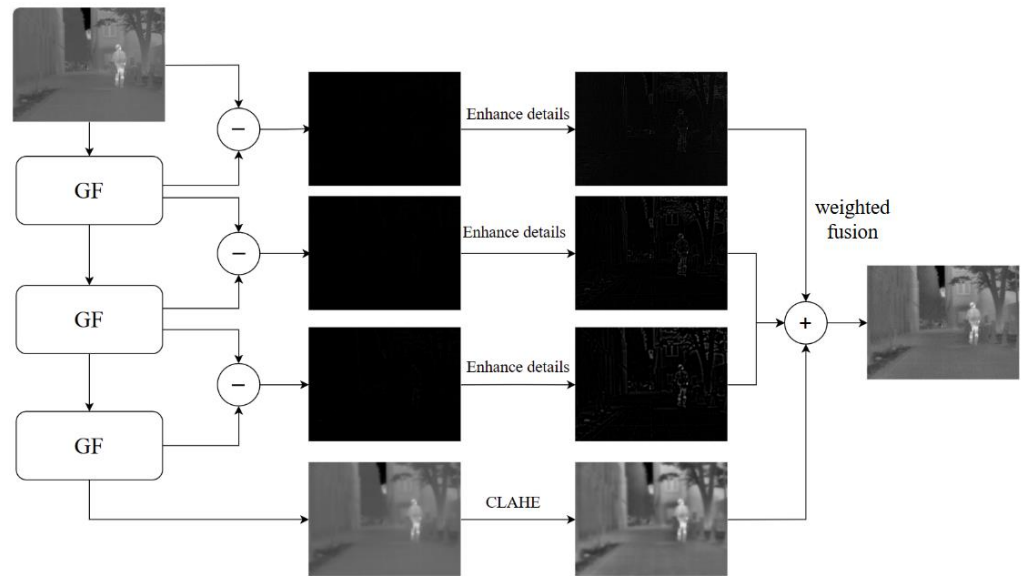 GF
GF
GF
−
−
−
Enhance details
Enhance details
Enhance details
CLAHE
weighted
fusion
+